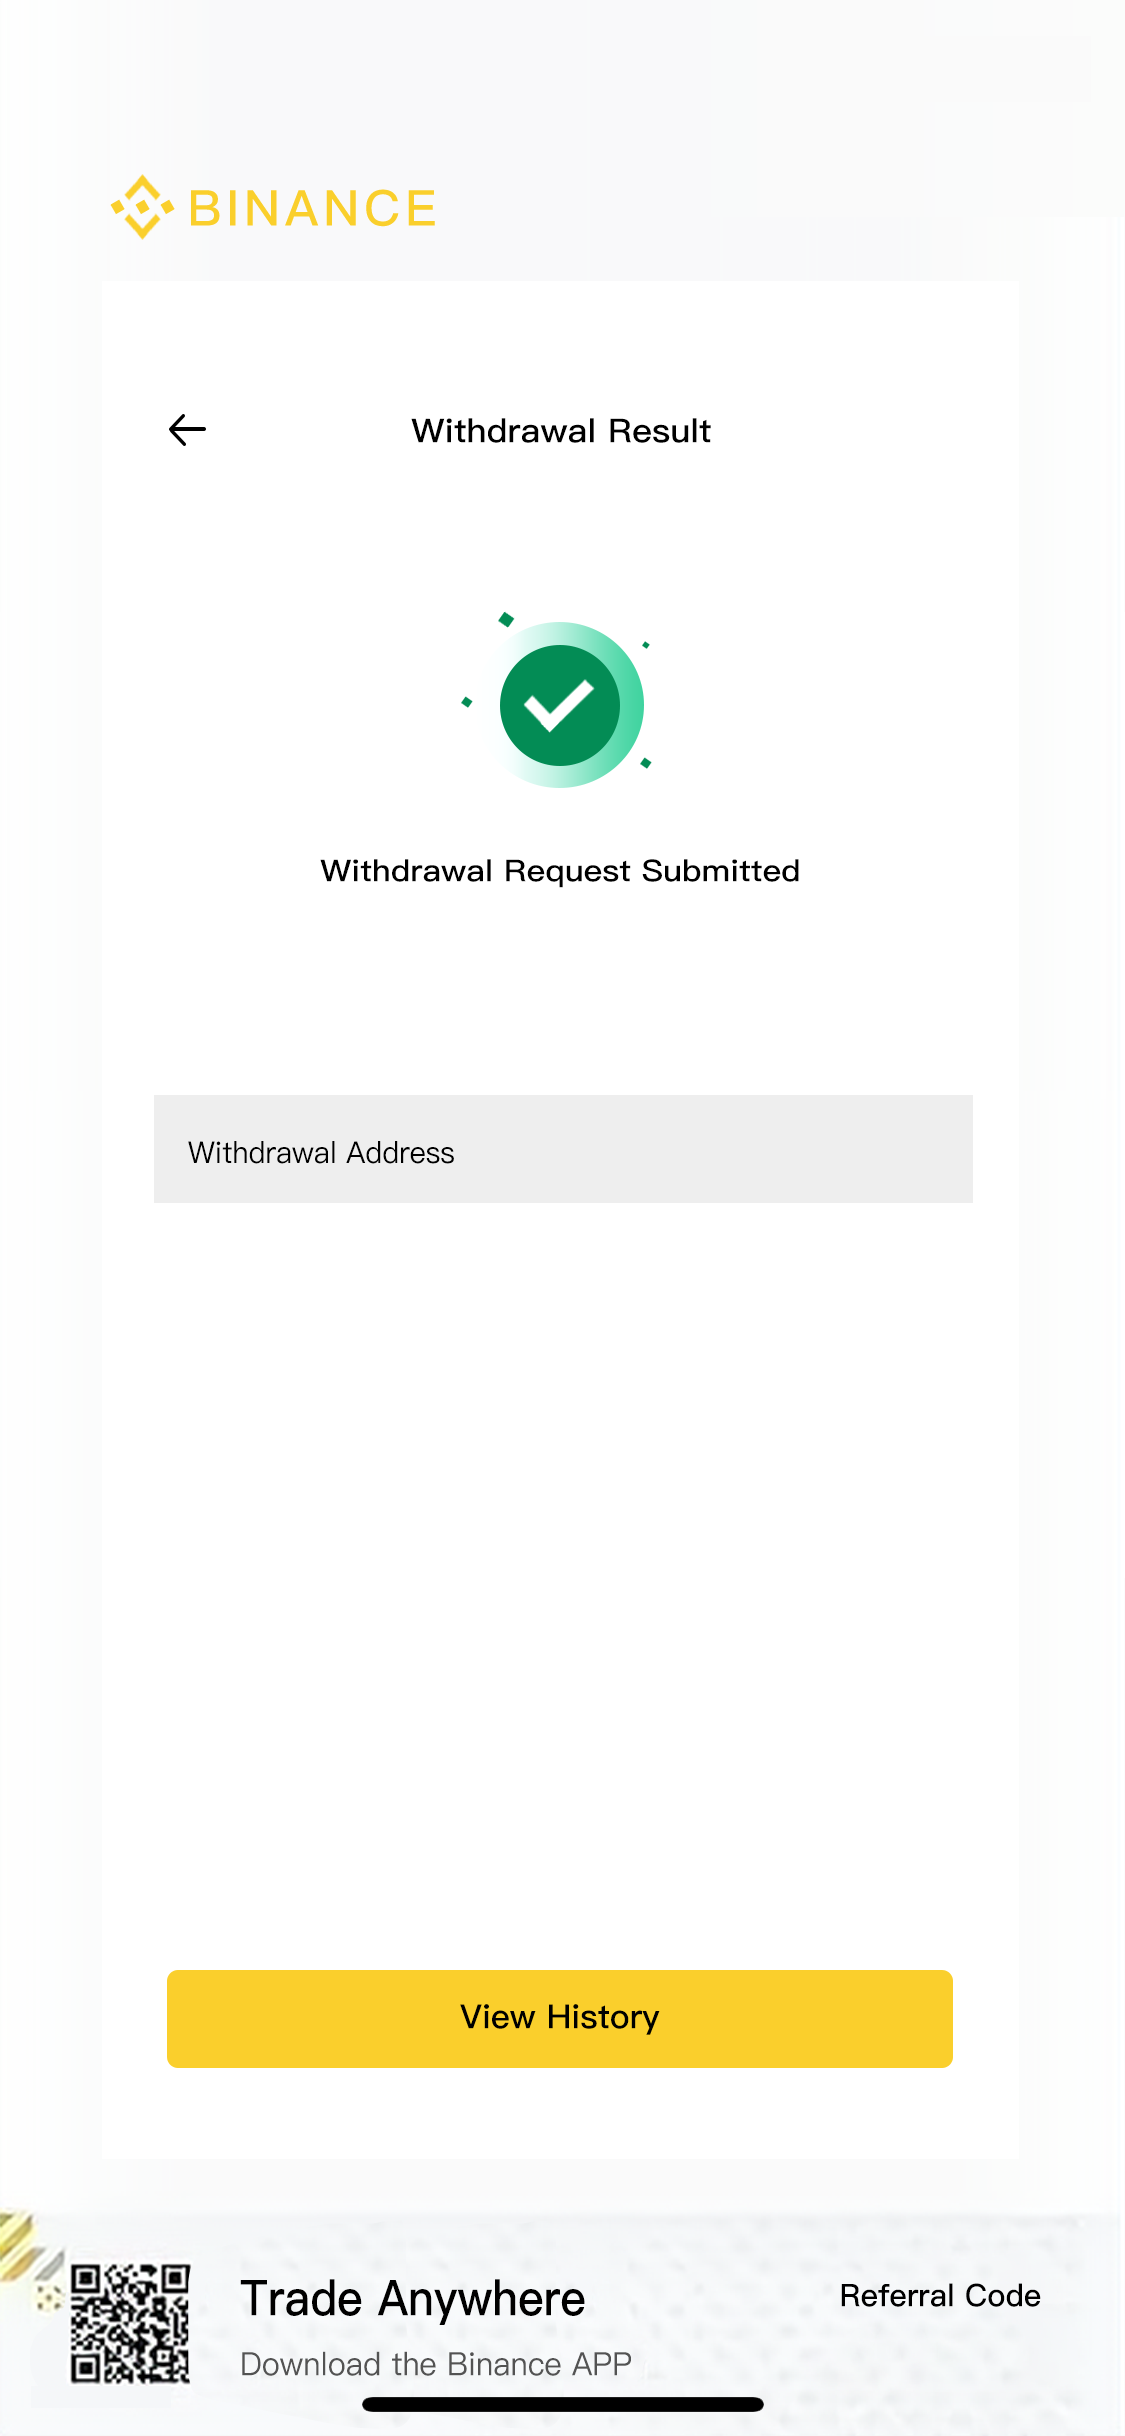 BINANCE
Withdrawal Result
Withdrawal Request Submitted
Withdrawal Address
View History
Trade Anywhere
Referral Code
Download the Binance APP